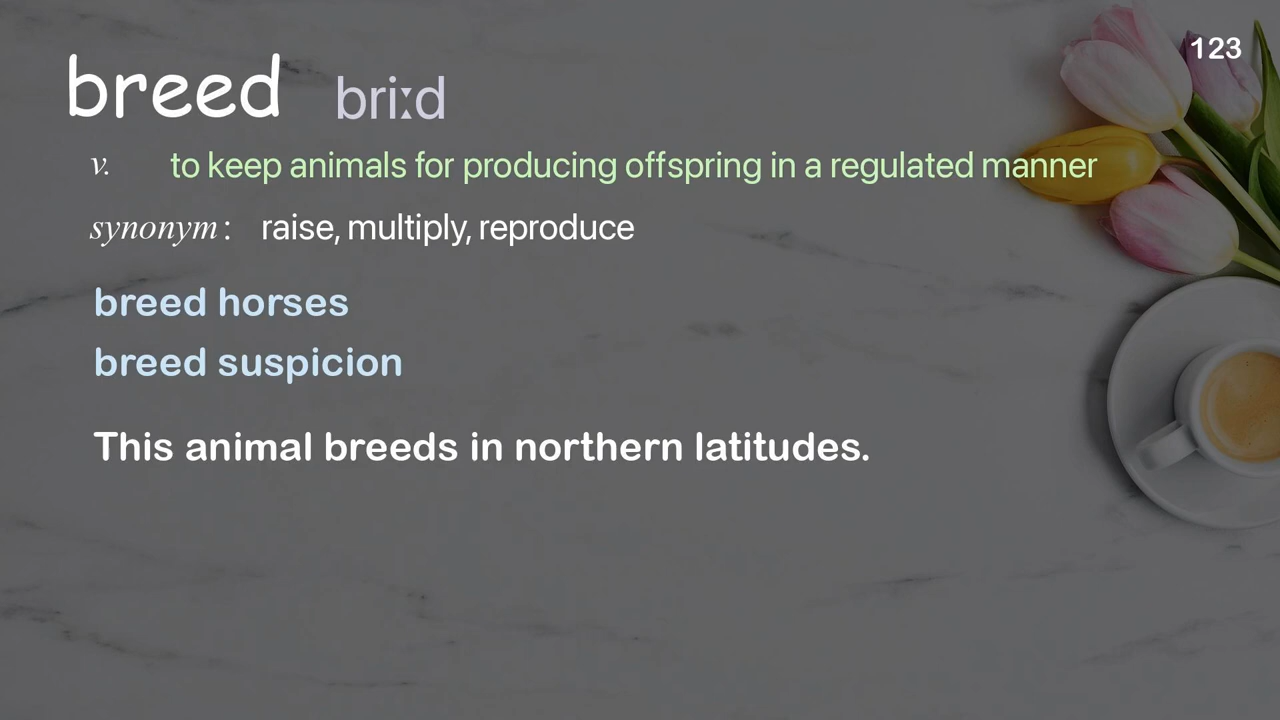 123
breed briːd
v. to keep animals for producing offspring in a regulated manner
synonym: raise, multiply, reproduce
breed horses
breed suspicion
This animal breeds in northern latitudes.